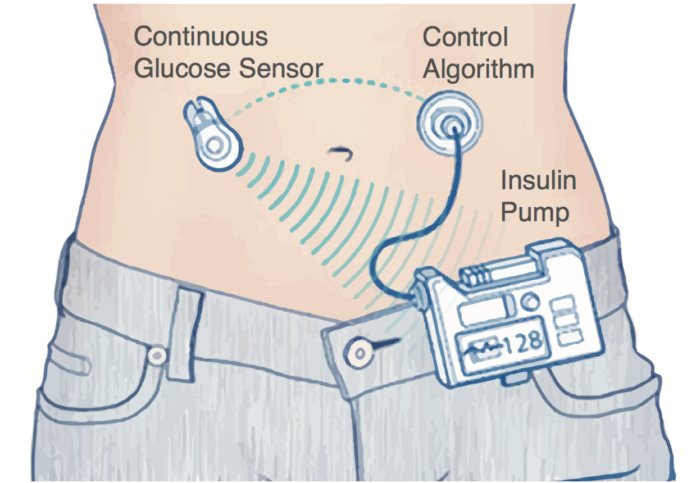 Continuous
Glucose Sensor
Control
Algorithm
Insulin
Pump
128